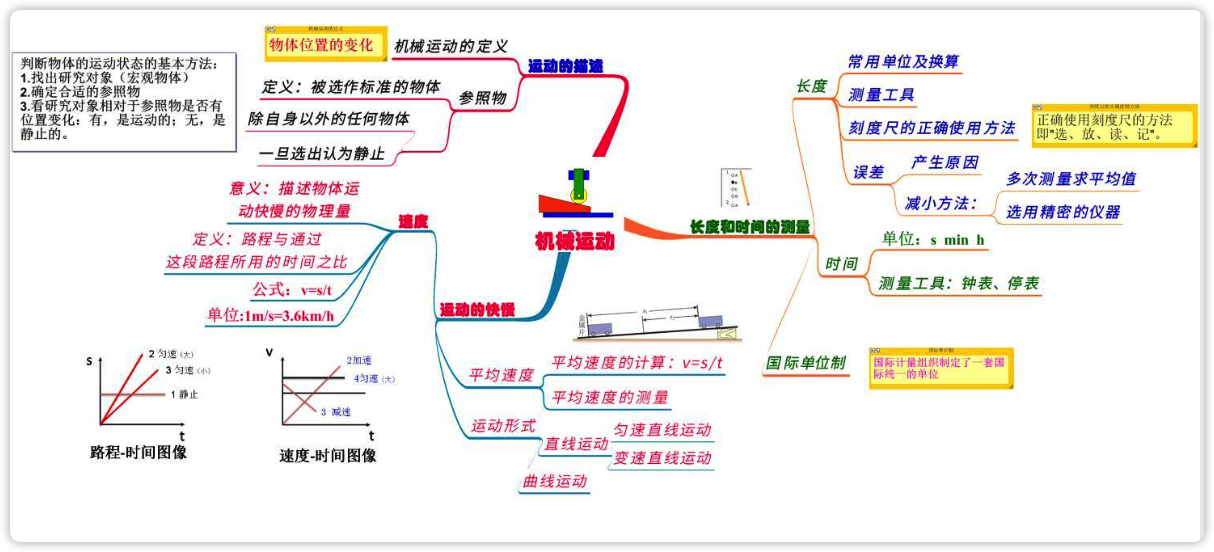 机械运动的定义
物体位置的变化
机械运动的定义
判断物体的运动状态的基本方法：
1.找出研究对象（宏观物体）
2.确定合适的参照物
3.看研究对象相对于参照物是否有
位置变化：有，是运动的；无，是
静止的。
运动的描述
定义：被选作标准的物体
参照物
除自身以外的任何物体
一旦选出认为静止
机械运动
意义：描述物体运
动快慢的物理量
速度
定义：路程与通过
这段路程所用的时间之比
公式：v=s/t
单位:1m/s=3.6km/h
运动的快慢
金属片
s₁
s₂
平均速度
平均速度的计算：v=s/t
平均速度的测量
运动形式
直线运动
匀速直线运动
变速直线运动
曲线运动
s
2 匀速（大）
3 匀速（小）
1 静止
t
路程-时间图像
v
2加速
4匀速（大）
3 减速
t
速度-时间图像
长度和时间的测量
长度
常用单位及换算
测量工具
刻度尺的正确使用方法
正确使用刻度尺的方法
即"选、放、读、记"。
误差
产生原因
减小方法：
多次测量求平均值
选用精密的仪器
时间
单位：s min h
测量工具：钟表、停表
国际单位制
国际单位制
国际计量组织制定了一套国
际统一的单位